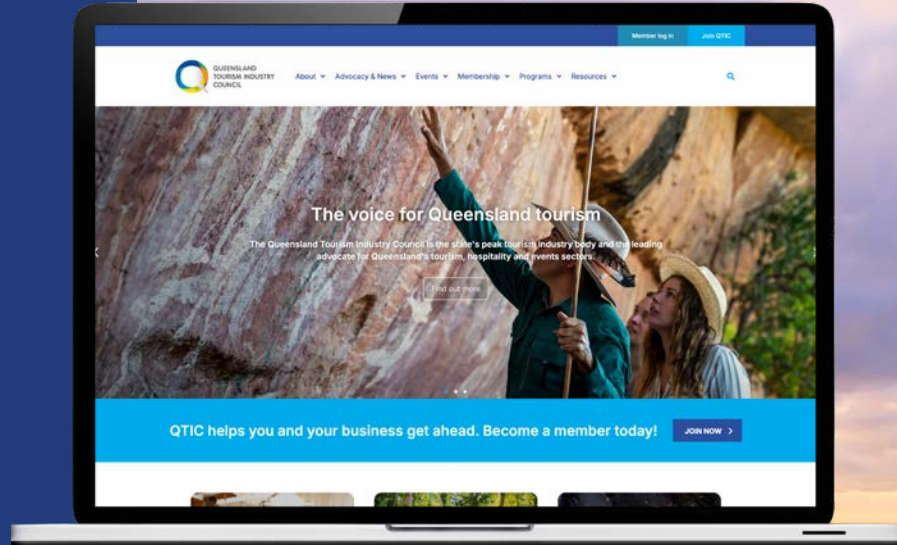 Member log in Join QTIC
QUEENSLAND
TOURISM INDUSTRY
COUNCIL
About Advocacy & News Events Membership Programs Resources
The voice for Queensland tourism
The Queensland Tourism Industry Council is the state's peak tourism industry body and the leading
advocate for Queensland's tourism, hospitality and events sectors.
Find out more
QTIC helps you and your business get ahead. Become a member today!
JOIN NOW